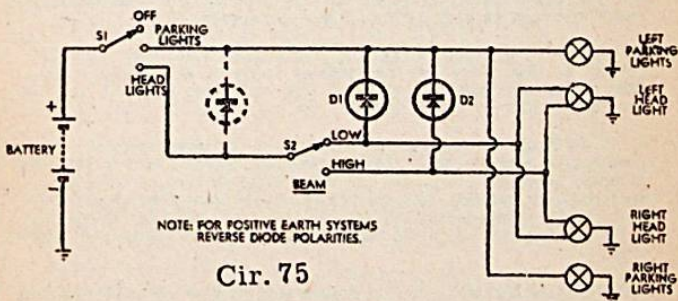 OFF
S1
PARKING
LIGHTS
HEAD
LIGHTS
+
BATTERY
-
D1
D2
S2
LOW
HIGH
BEAM
LEFT
PARKING
LIGHTS
LEFT
HEAD
LIGHT
RIGHT
HEAD
LIGHT
RIGHT
PARKING
LIGHTS
NOTE: FOR POSITIVE EARTH SYSTEMS
REVERSE DIODE POLARITIES.
Cir. 75